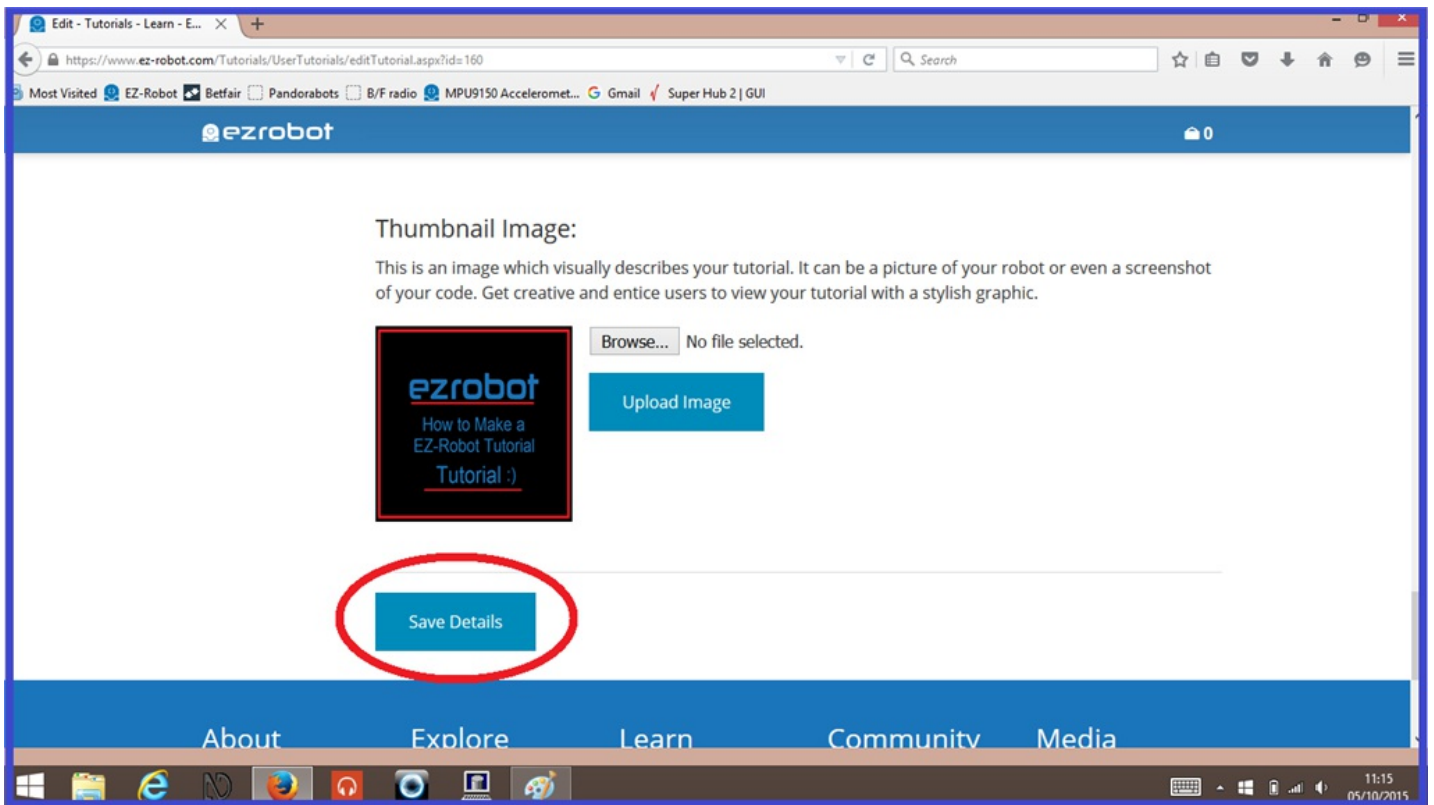 Edit - Tutorials - Learn - E...
https://www.ez-robot.com/Tutorials/UserTutorials/editTutorial.aspx?id=160
Search
Most Visited EZ-Robot Betfair Pandorabots B/F radio MPU9150 Acceleromet... Gmail Super Hub 2 | GUI
ezrobot
0
Thumbnail Image:
This is an image which visually describes your tutorial. It can be a picture of your robot or even a screenshot
of your code. Get creative and entice users to view your tutorial with a stylish graphic.
Browse... No file selected.
ezrobot
How to Make a
EZ-Robot Tutorial
Tutorial :)
Upload Image
Save Details
About Explore Learn Community Media
11:15
05/10/2015